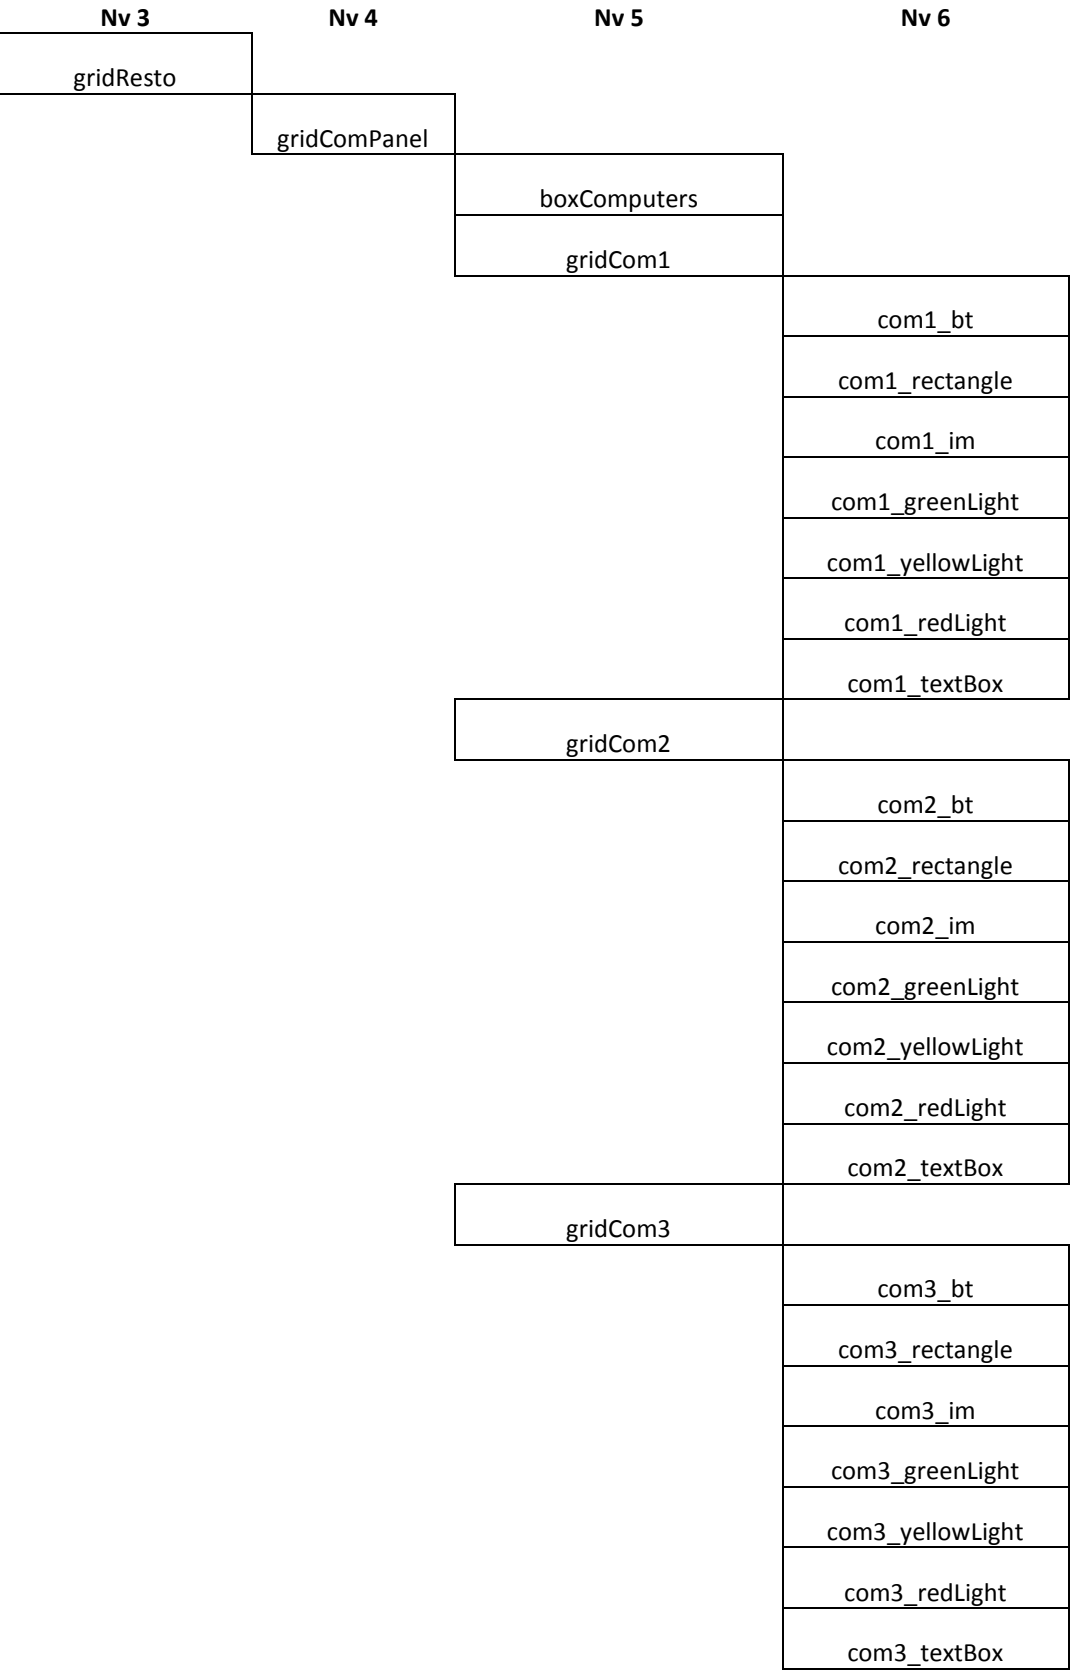 Nv 3 Nv 4 Nv 5 Nv 6
gridResto
gridComPanel
boxComputers
gridCom1
com1_bt
com1_rectangle
com1_im
com1_greenLight
com1_yellowLight
com1_redLight
com1_textBox
gridCom2
com2_bt
com2_rectangle
com2_im
com2_greenLight
com2_yellowLight
com2_redLight
com2_textBox
gridCom3
com3_bt
com3_rectangle
com3_im
com3_greenLight
com3_yellowLight
com3_redLight
com3_textBox